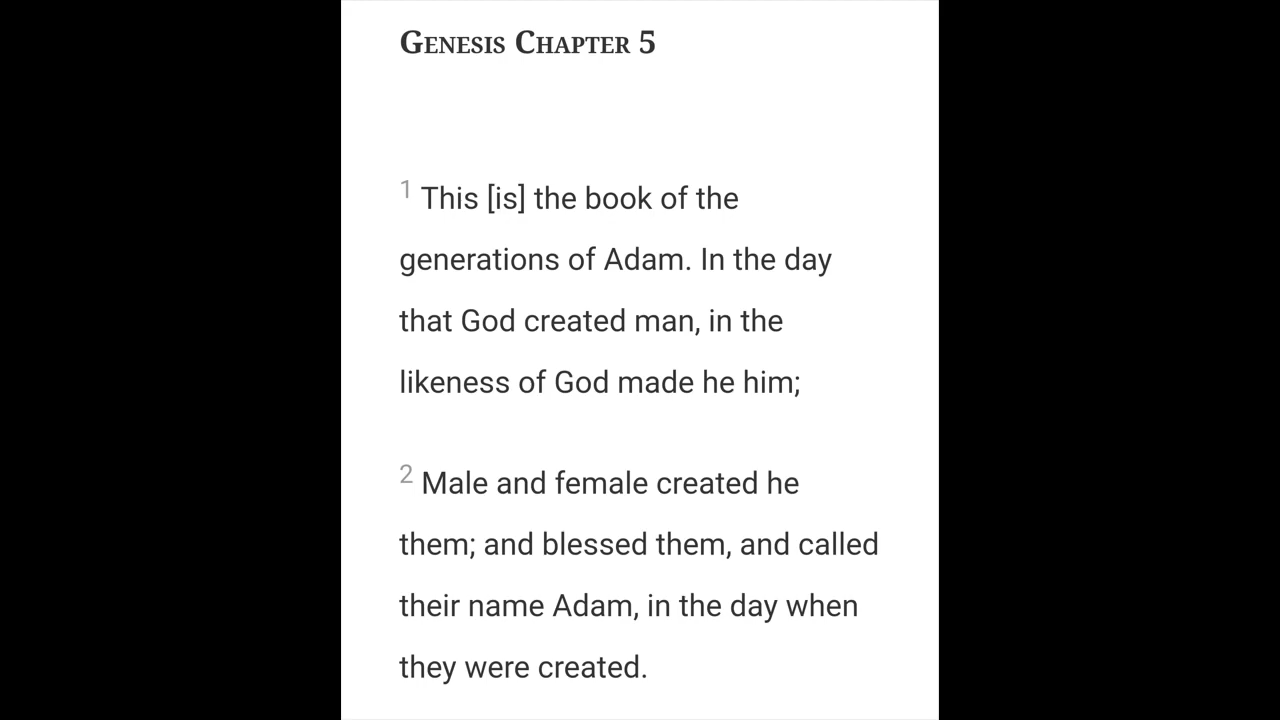 Genesis Chapter 5
1 This [is] the book of the
generations of Adam. In the day
that God created man, in the
likeness of God made he him;
2 Male and female created he
them; and blessed them, and called
their name Adam, in the day when
they were created.